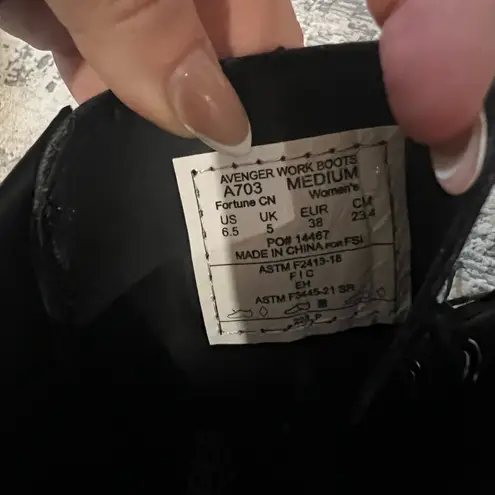 AVENGER WORK BOOTS
A703 MEDIUM
Fortune CN Women's
US UK EUR CM
6.5 5 38 23.4
PO# 14467
MADE IN CHINA FOR FSI
ASTM F2413-18
F I C
EH
ASTM F3445-21 SR